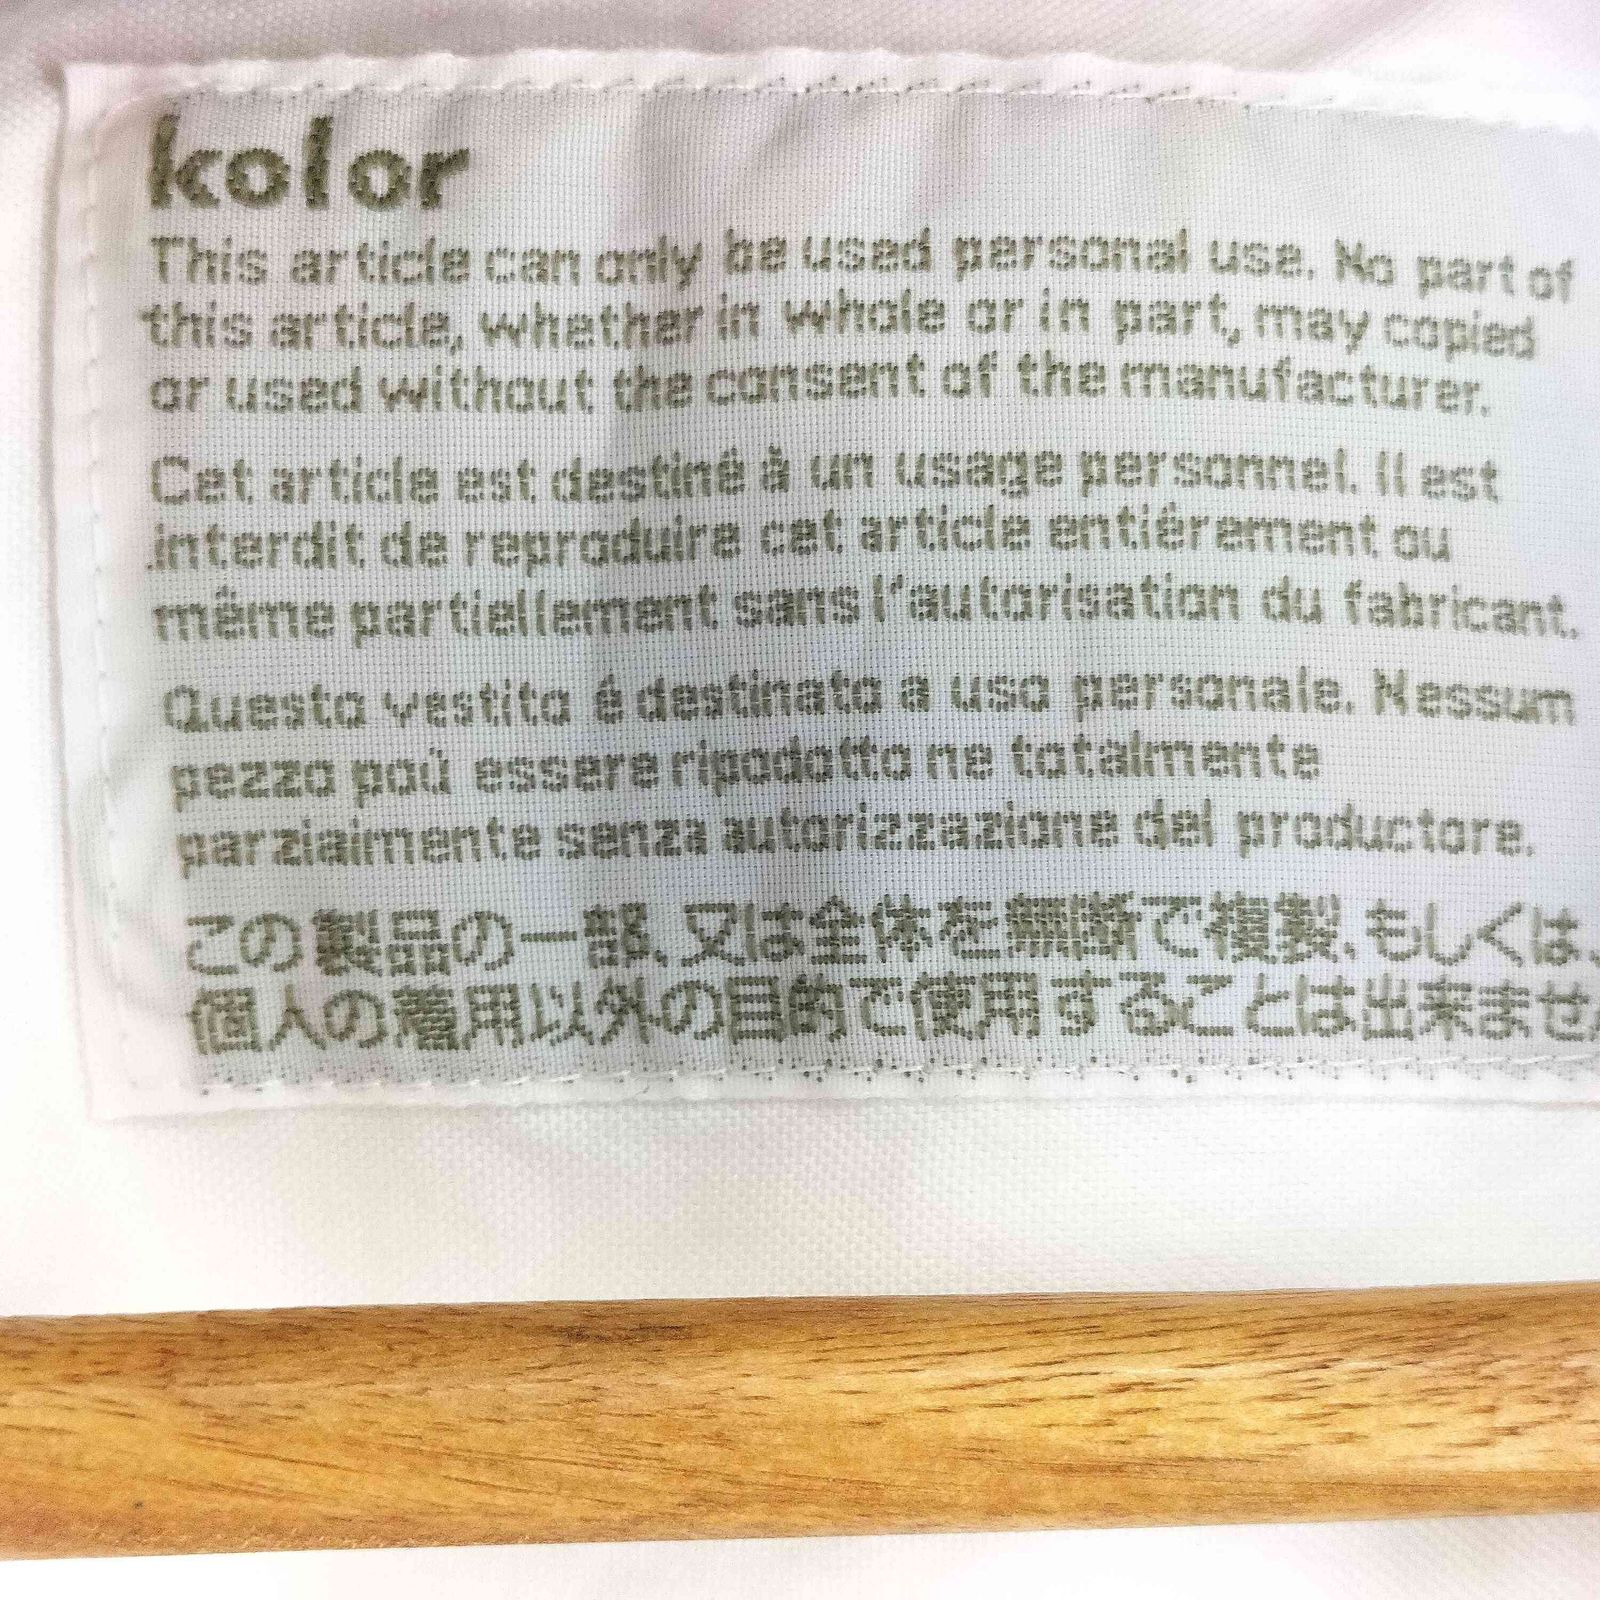 kolor
This article can only be used personal use. No part of
this article, whether in whole or in part, may copied
or used without the consent of the manufacturer.
Cet article est destiné à un usage personnel. Il est
interdit de reproduire cet article entiérement ou
même partiellement sans l'autorisation du fabricant.
Questo vestito é destinato a uso personale. Nessum
pezzo poú essere ripodotto ne totalmente
parziaimente senza autorizzazione del productore.
この製品の一部、又は全体を無断で複製、もしくは、
個人の着用以外の目的で使用することは出来ませ